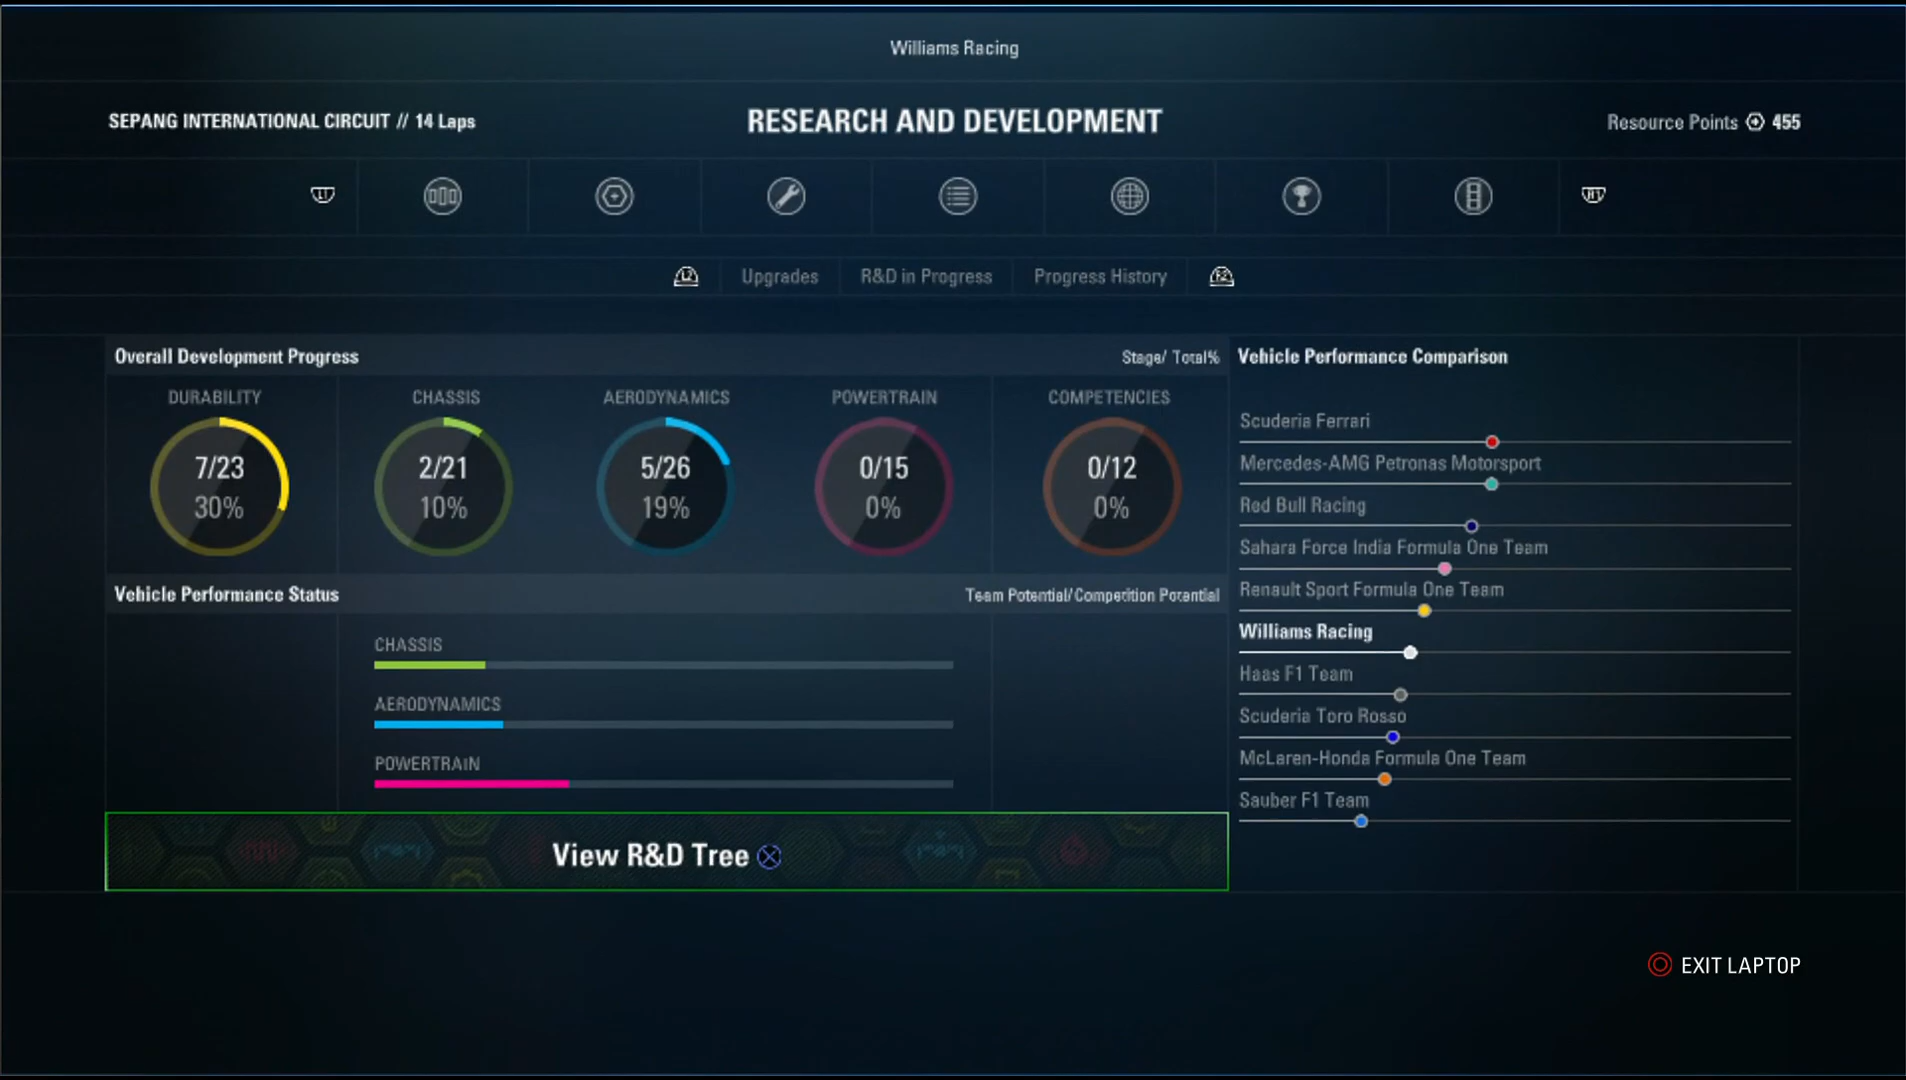 Williams Racing
SEPANG INTERNATIONAL CIRCUIT // 14 Laps
RESEARCH AND DEVELOPMENT
Resource Points 455
L1
R1
L2
Upgrades
R&D in Progress
Progress History
R2
Overall Development Progress
Stage/ Total%
DURABILITY
7/23
30%
CHASSIS
2/21
10%
AERODYNAMICS
5/26
19%
POWERTRAIN
0/15
0%
COMPETENCIES
0/12
0%
Vehicle Performance Status
Team Potential/Competition Potential
CHASSIS
AERODYNAMICS
POWERTRAIN
View R&D Tree
Vehicle Performance Comparison
Scuderia Ferrari
Mercedes-AMG Petronas Motorsport
Red Bull Racing
Sahara Force India Formula One Team
Renault Sport Formula One Team
Williams Racing
Haas F1 Team
Scuderia Toro Rosso
McLaren-Honda Formula One Team
Sauber F1 Team
EXIT LAPTOP